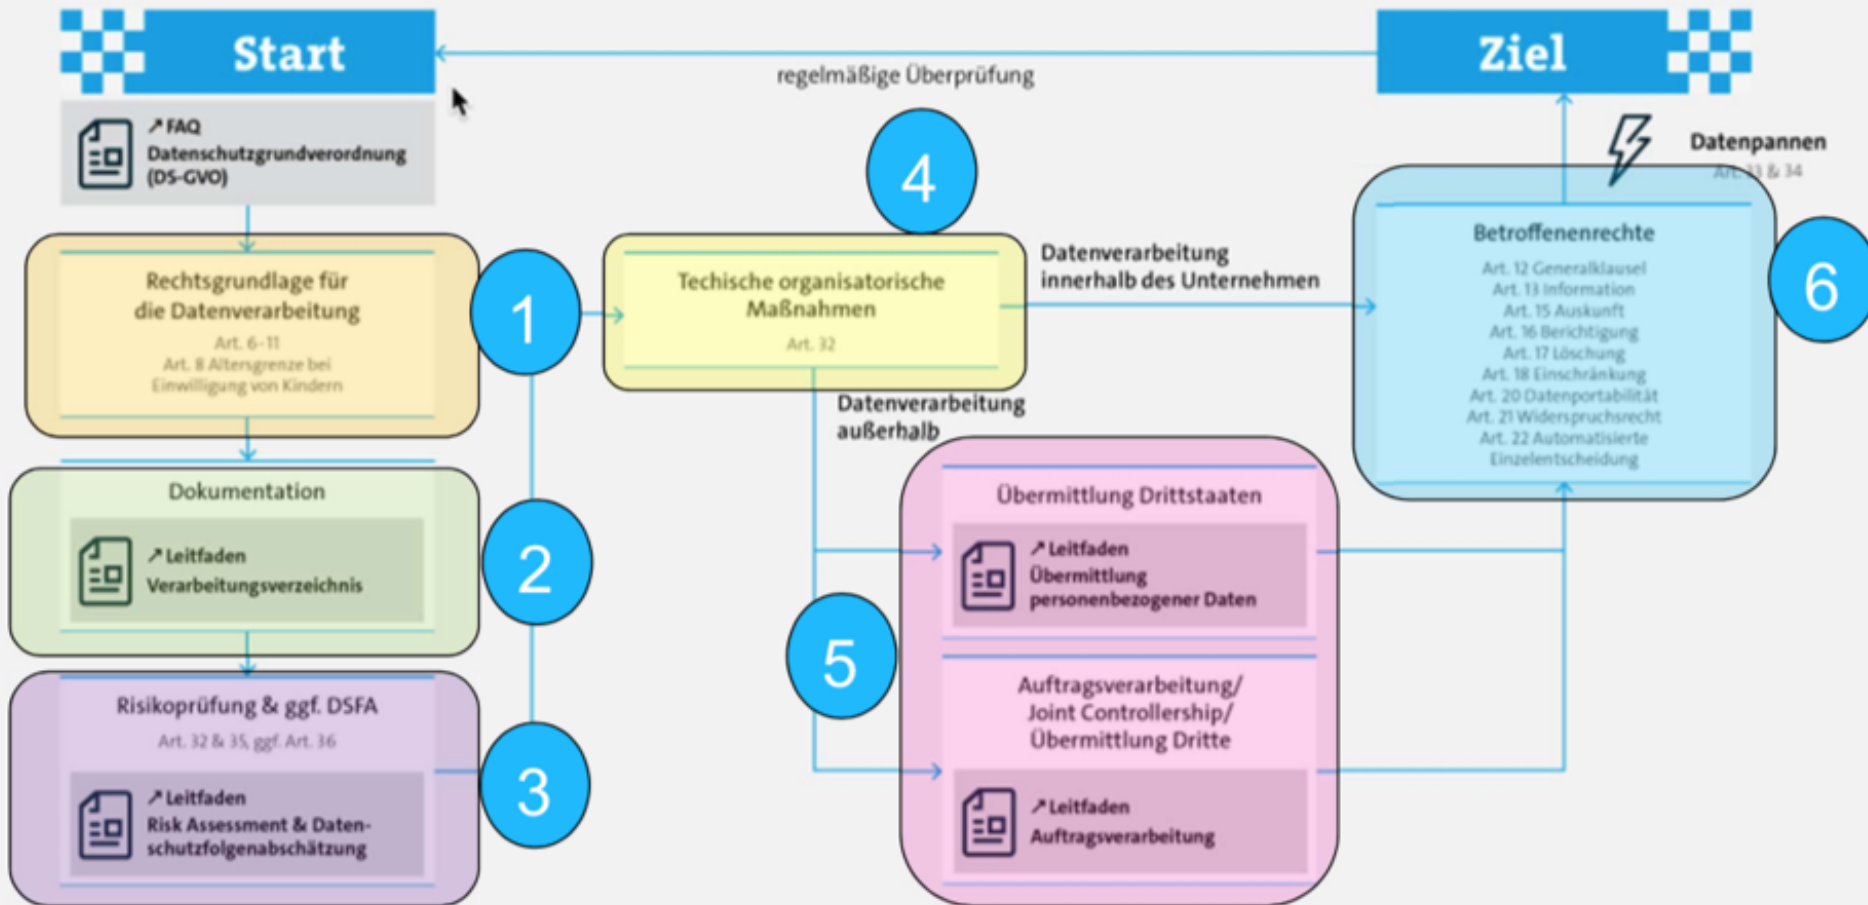 Start
Ziel
regelmäßige Überprüfung
↗ FAQ
Datenschutzgrundverordnung
(DS-GVO)
Datenpannen
Art. 33 & 34
1
Rechtsgrundlage für
die Datenverarbeitung
Art. 6-11
Art. 8 Altersgrenze bei
Einwilligung von Kindern
2
Dokumentation
↗ Leitfaden
Verarbeitungsverzeichnis
3
Risikoprüfung & ggf. DSFA
Art. 32 & 35, ggf. Art. 36
↗ Leitfaden
Risk Assessment & Daten-
schutzfolgenabschätzung
4
Techische organisatorische
Maßnahmen
Art. 32
Datenverarbeitung
innerhalb des Unternehmen
Datenverarbeitung
außerhalb
5
Übermittlung Drittstaaten
↗ Leitfaden
Übermittlung
personenbezogener Daten
Auftragsverarbeitung/
Joint Controllership/
Übermittlung Dritte
↗ Leitfaden
Auftragsverarbeitung
6
Betroffenenrechte
Art. 12 Generalklausel
Art. 13 Information
Art. 15 Auskunft
Art. 16 Berichtigung
Art. 17 Löschung
Art. 18 Einschränkung
Art. 20 Datenportabilität
Art. 21 Widerspruchsrecht
Art. 22 Automatisierte
Einzelentscheidung